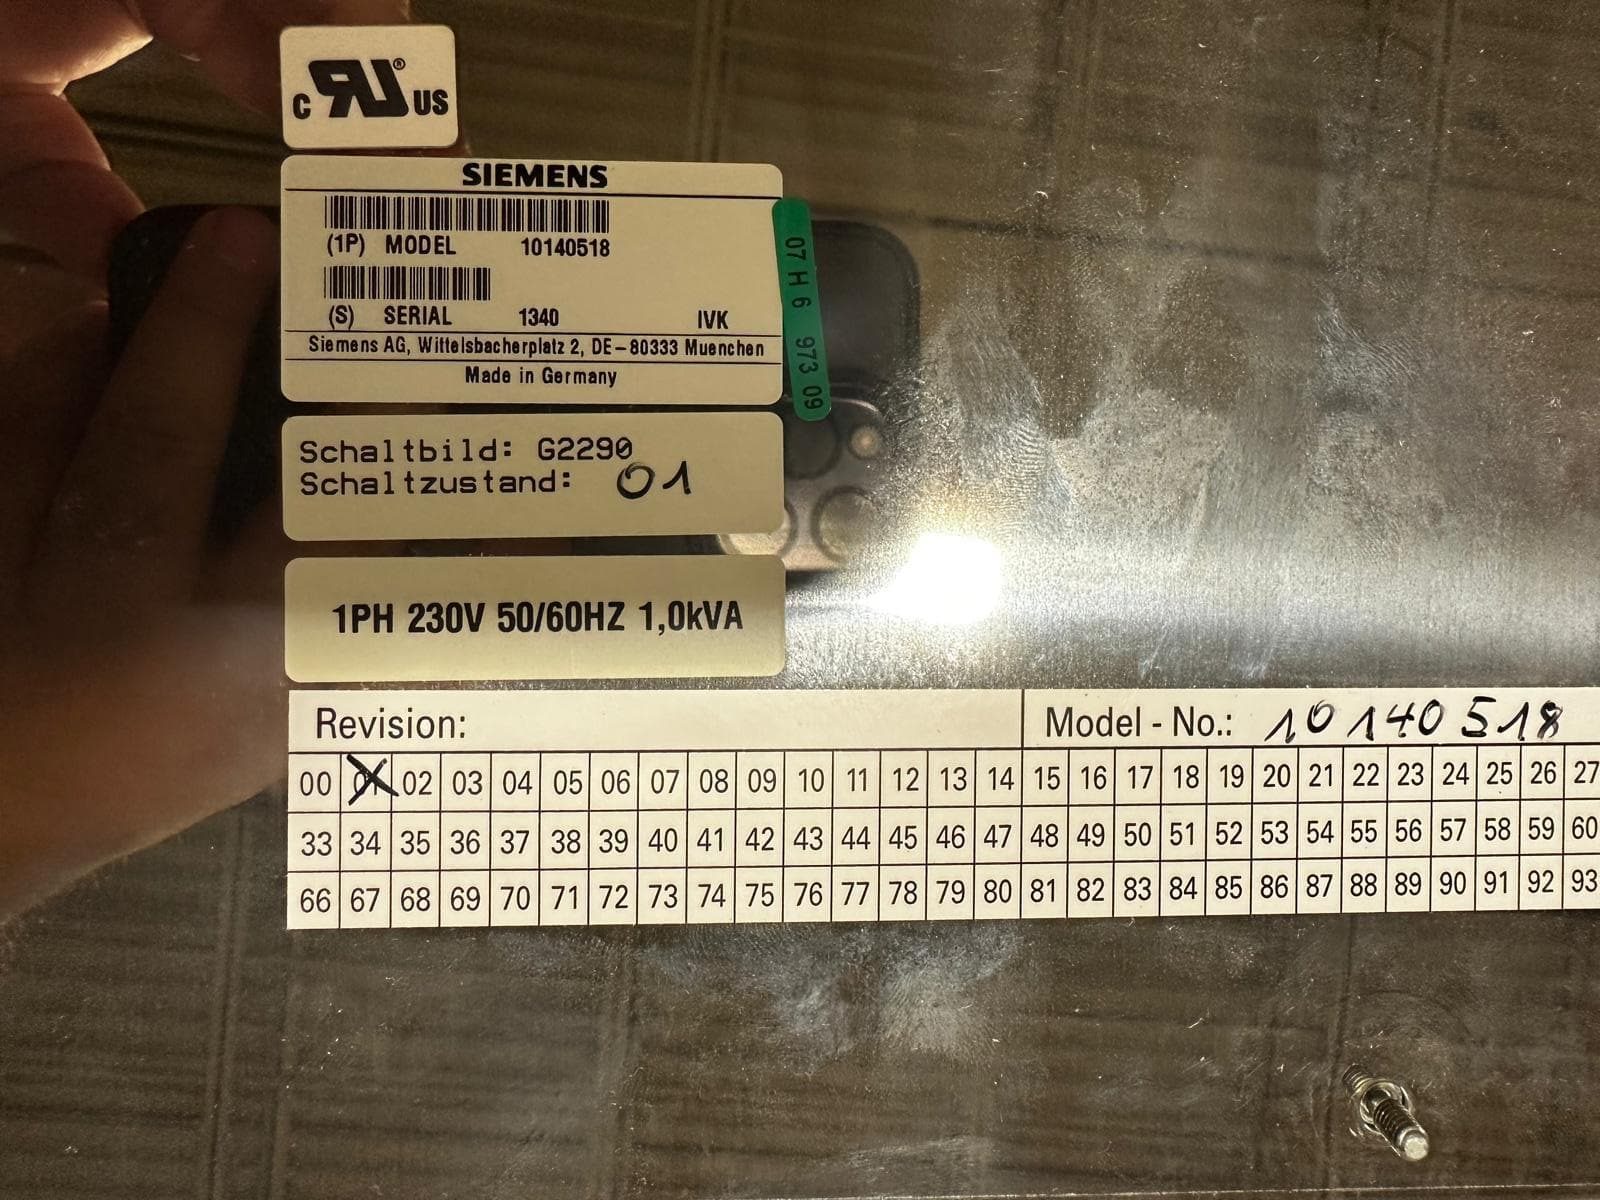 c RU® US
SIEMENS
(1P) MODEL 10140518
(S) SERIAL 1340 IVK
Siemens AG, Wittelsbacherplatz 2, DE-80333 Muenchen
Made in Germany
07 H 6 973 09
Schaltbild: G2290
Schaltzustand: 01
1PH 230V 50/60HZ 1,0kVA
Revision: Model - No.: 10140518
00 01 02 03 04 05 06 07 08 09 10 11 12 13 14 15 16 17 18 19 20 21 22 23 24 25 26 27
33 34 35 36 37 38 39 40 41 42 43 44 45 46 47 48 49 50 51 52 53 54 55 56 57 58 59 60
66 67 68 69 70 71 72 73 74 75 76 77 78 79 80 81 82 83 84 85 86 87 88 89 90 91 92 93